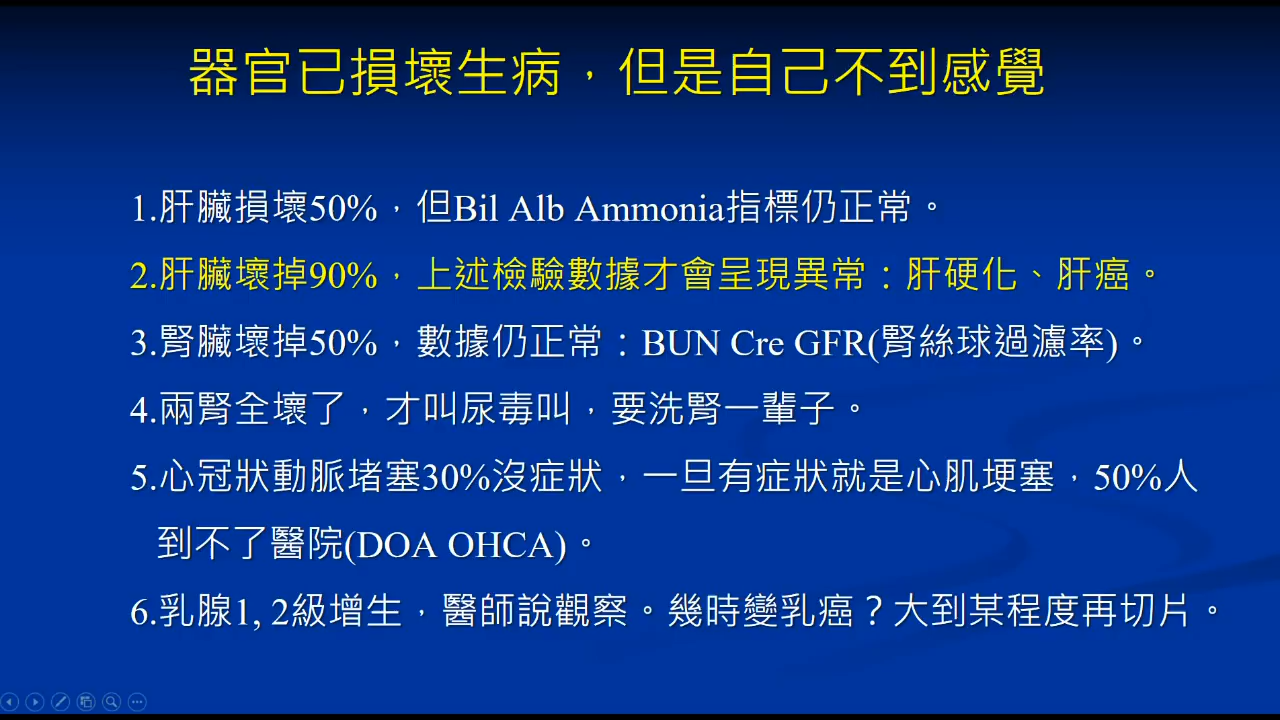 器官已損壞生病，但是自己不到感覺
1.肝臟損壞50%，但Bil Alb Ammonia指標仍正常。
2.肝臟壞掉90%，上述檢驗數據才會呈現異常：肝硬化、肝癌。
3.腎臟壞掉50%，數據仍正常：BUN Cre GFR(腎絲球過濾率)。
4.兩腎全壞了，才叫尿毒叫，要洗腎一輩子。
5.心冠狀動脈堵塞30%沒症狀，一旦有症狀就是心肌埂塞，50%人
到不了醫院(DOA OHCA)。
6.乳腺1, 2級增生，醫師說觀察。幾時變乳癌？大到某程度再切片。